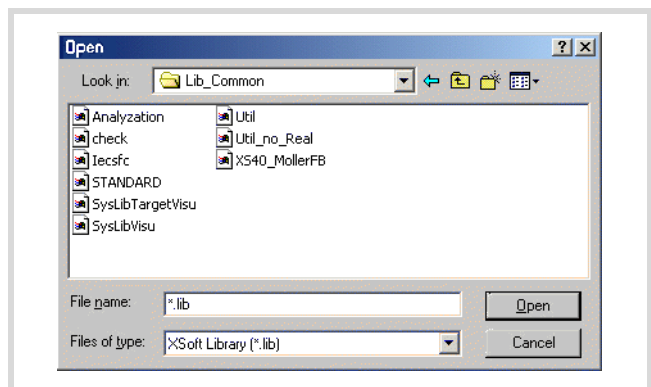 Open
Look in: Lib_Common
Analyzation
check
Iecsfc
STANDARD
SysLibTargetVisu
SysLibVisu
Util
Util_no_Real
XS40_MollerFB
File name: *.lib
Open
Files of type: XSoft Library (*.lib)
Cancel